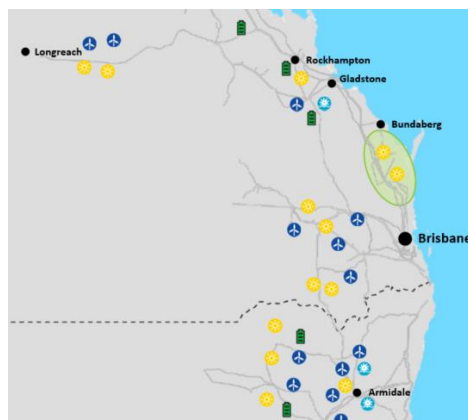 Longreach
Rockhampton
Gladstone
Bundaberg
Brisbane
Armidale